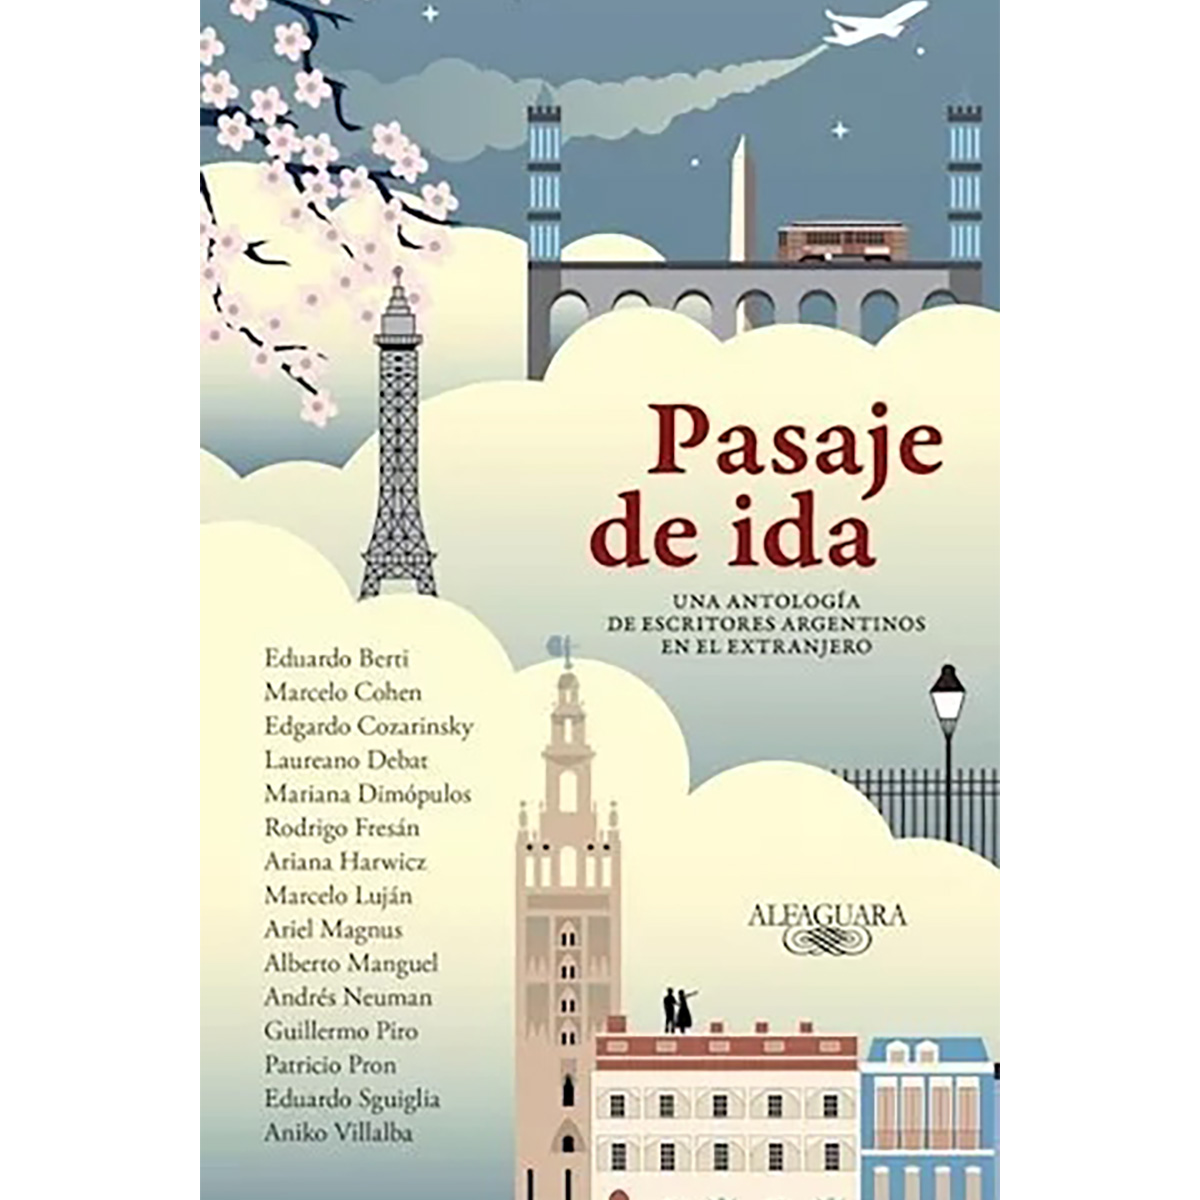 Pasaje
de ida
UNA ANTOLOGÍA
DE ESCRITORES ARGENTINOS
EN EL EXTRANJERO
Eduardo Berti
Marcelo Cohen
Edgardo Cozarinsky
Laureano Debat
Mariana Dimópulos
Rodrigo Fresán
Ariana Harwicz
Marcelo Luján
Ariel Magnus
Alberto Manguel
Andrés Neuman
Guillermo Piro
Patricio Pron
Eduardo Sguiglia
Aniko Villalba
ALFAGUARA